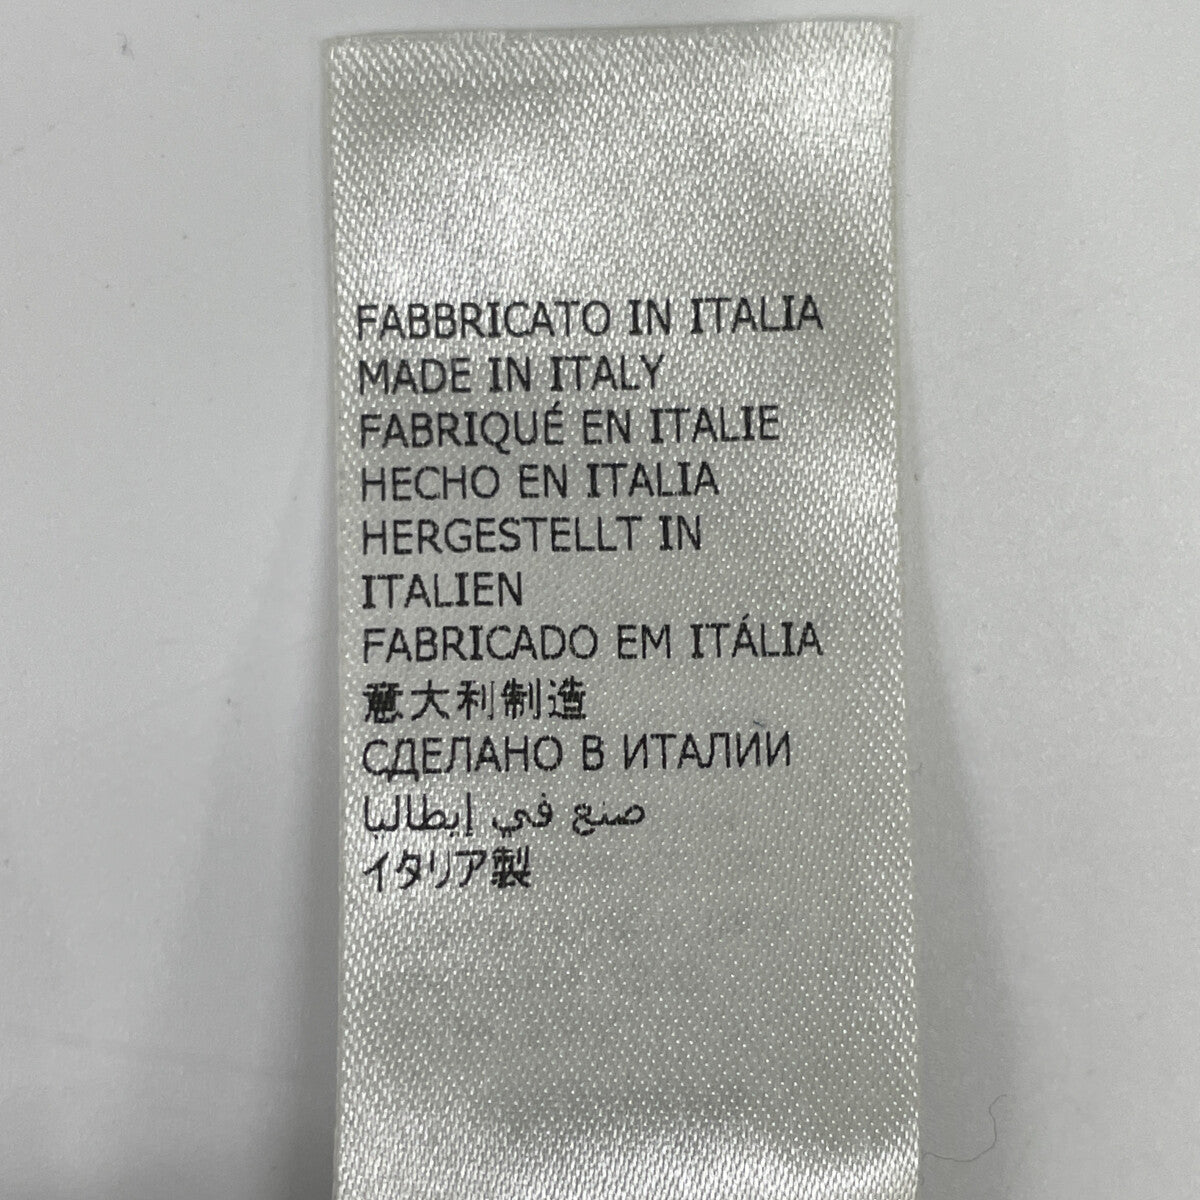 FABBRICATO IN ITALIA
MADE IN ITALY
FABRIQUÉ EN ITALIE
HECHO EN ITALIA
HERGESTELLT IN
ITALIEN
FABRICADO EM ITÁLIA
意大利制造
СДЕЛАНО В ИТАЛИИ
صنع في إيطاليا
イタリア製